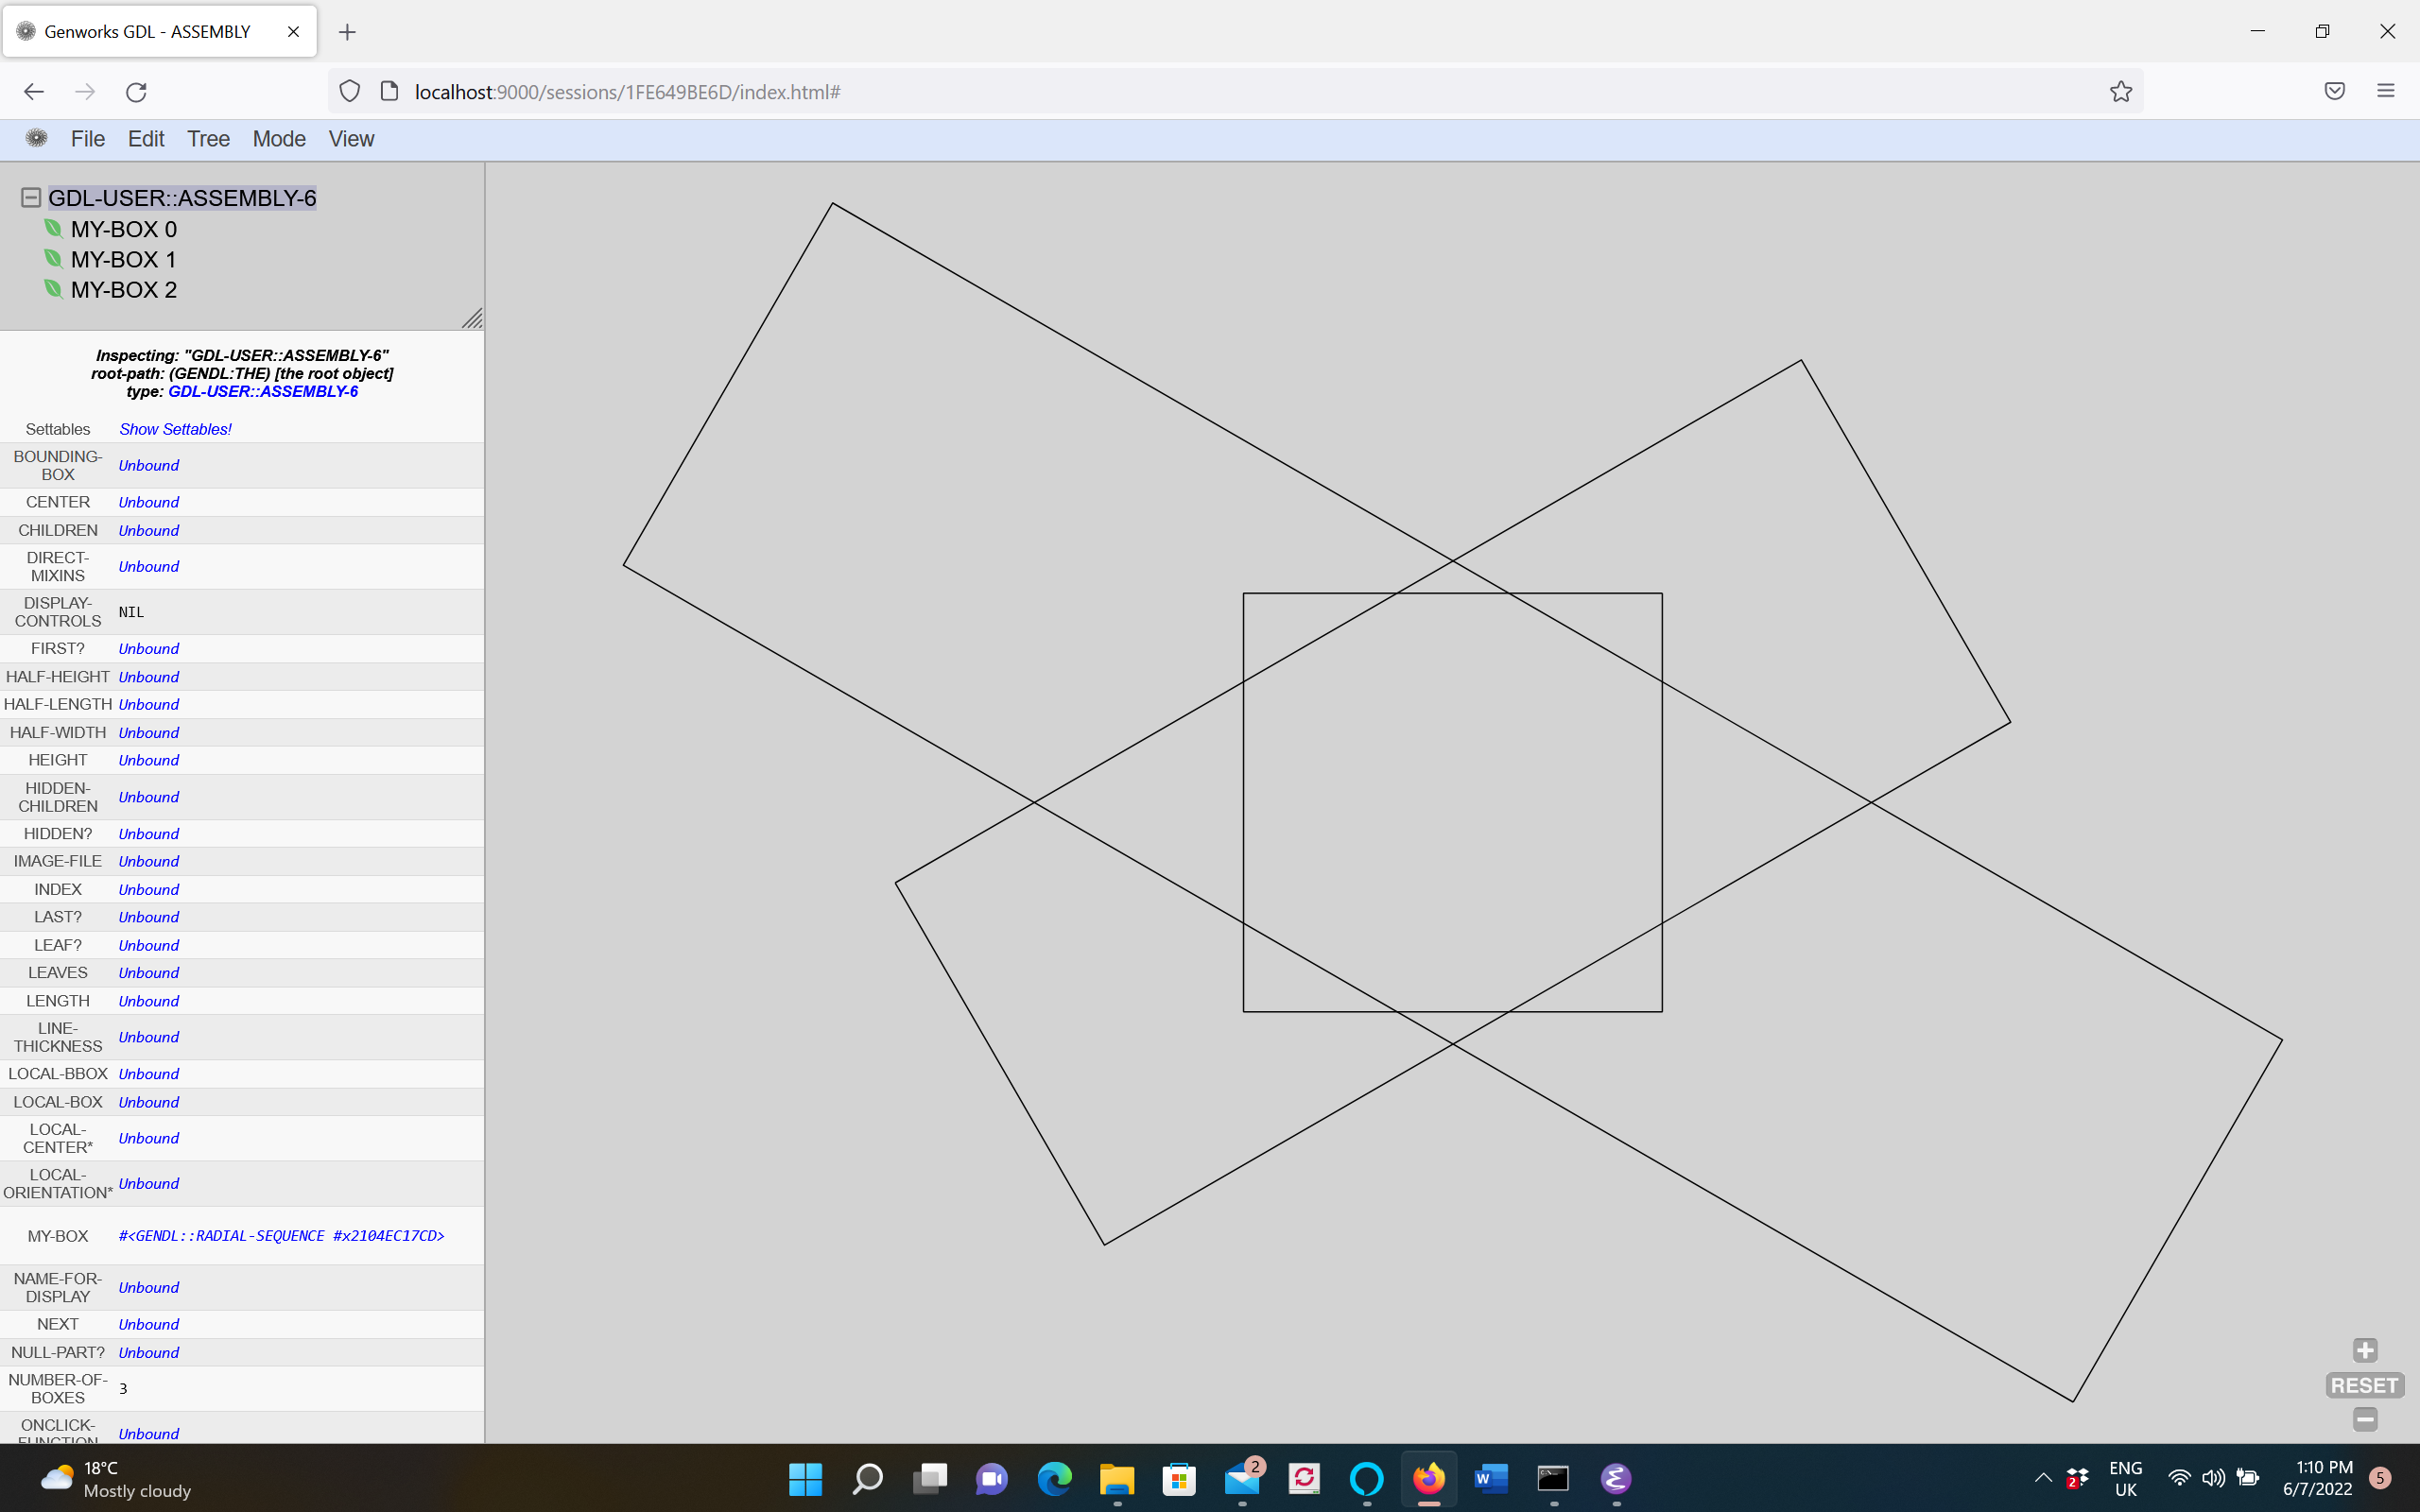 Genworks GDL - ASSEMBLY
localhost:9000/sessions/1FE649BE6D/index.html#
File Edit Tree Mode View
GDL-USER::ASSEMBLY-6
MY-BOX 0
MY-BOX 1
MY-BOX 2
Inspecting: "GDL-USER::ASSEMBLY-6"
root-path: (GENDL:THE) [the root object]
type: GDL-USER::ASSEMBLY-6
Settables Show Settables!
BOUNDING-
BOX Unbound
CENTER Unbound
CHILDREN Unbound
DIRECT-
MIXINS Unbound
DISPLAY-
CONTROLS NIL
FIRST? Unbound
HALF-HEIGHT Unbound
HALF-LENGTH Unbound
HALF-WIDTH Unbound
HEIGHT Unbound
HIDDEN-
CHILDREN Unbound
HIDDEN? Unbound
IMAGE-FILE Unbound
INDEX Unbound
LAST? Unbound
LEAF? Unbound
LEAVES Unbound
LENGTH Unbound
LINE-
THICKNESS Unbound
LOCAL-BBOX Unbound
LOCAL-BOX Unbound
LOCAL-
CENTER* Unbound
LOCAL-
ORIENTATION* Unbound
MY-BOX #<GENDL::RADIAL-SEQUENCE #x2104EC17CD>
NAME-FOR-
DISPLAY Unbound
NEXT Unbound
NULL-PART? Unbound
NUMBER-OF-
BOXES 3
ONCLICK-
FUNCTION Unbound
RESET
18°C
Mostly cloudy
2
W
2
ENG
UK
1:10 PM
6/7/2022
5